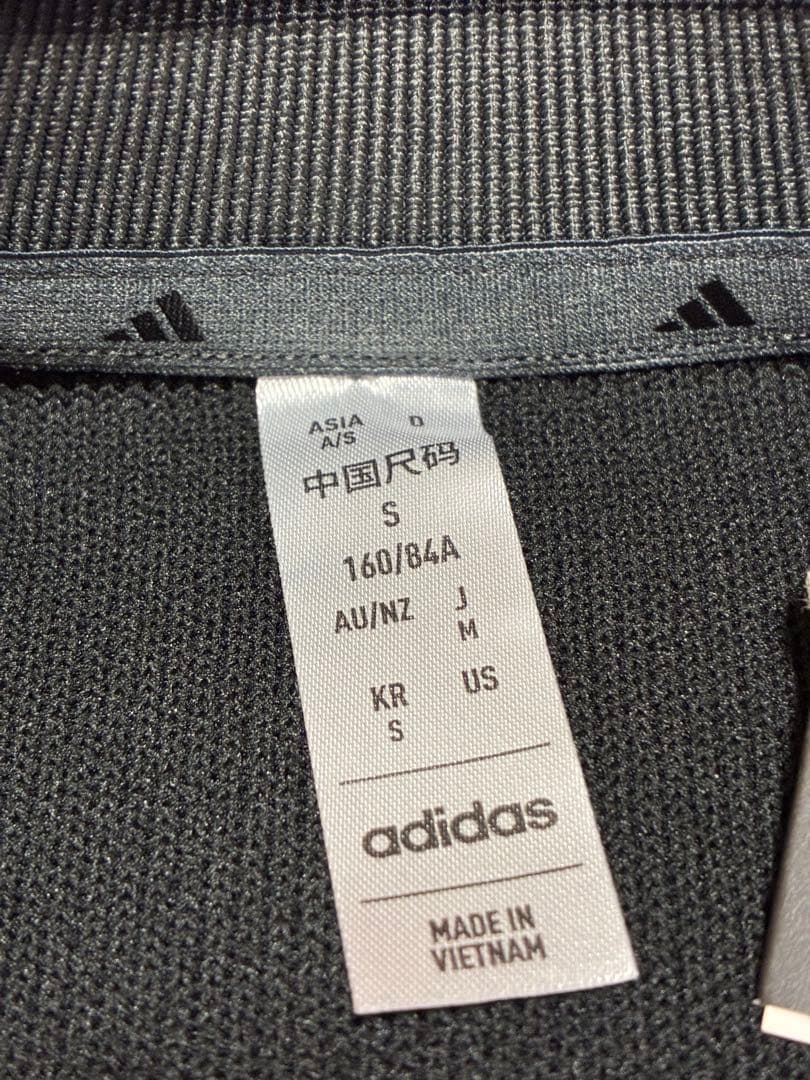 ASIA D
A/S
中国尺码
S
160/84A
AU/NZ J
M
KR US
S
adidas
MADE IN
VIETNAM